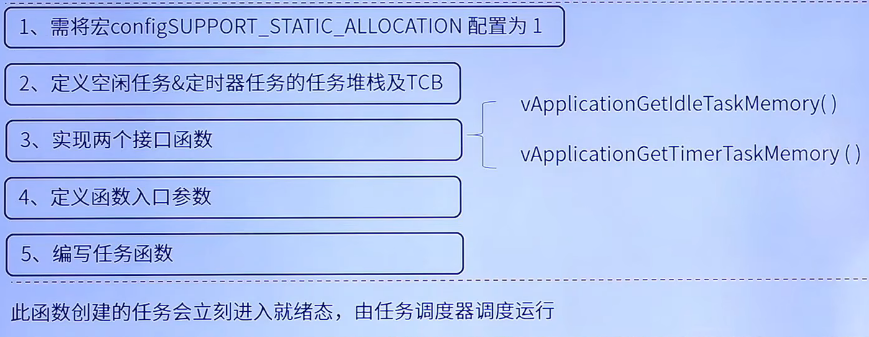 1、需将宏configSUPPORT_STATIC_ALLOCATION 配置为 1
2、定义空闲任务&定时器任务的任务堆栈及TCB
3、实现两个接口函数
vApplicationGetIdleTaskMemory( )
vApplicationGetTimerTaskMemory ( )
4、定义函数入口参数
5、编写任务函数
此函数创建的任务会立刻进入就绪态，由任务调度器调度运行